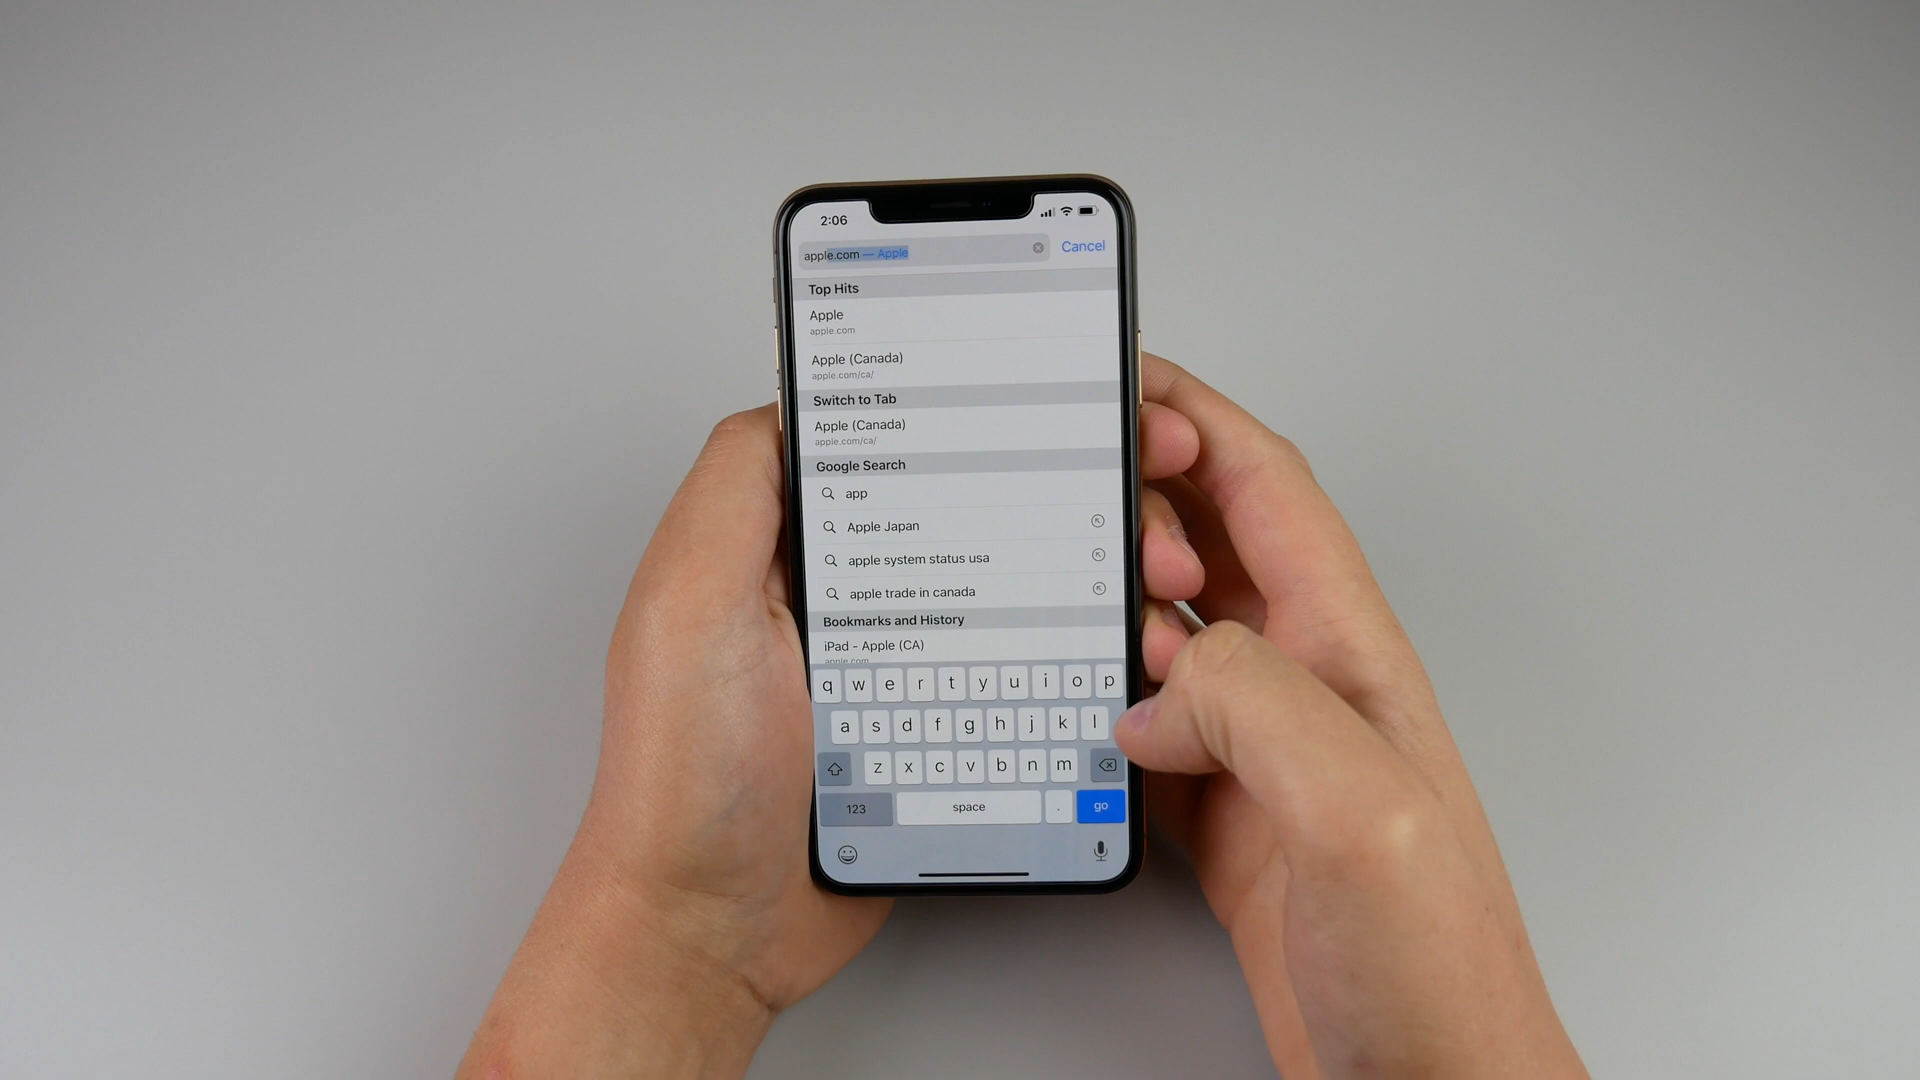 2:06
apple.com — Apple
Cancel
Top Hits
Apple
apple.com
Apple (Canada)
apple.com/ca/
Switch to Tab
Apple (Canada)
apple.com/ca/
Google Search
app
Apple Japan
apple system status usa
apple trade in canada
Bookmarks and History
iPad - Apple (CA)
apple.com
q w e r t y u i o p
a s d f g h j k l
z x c v b n m
123 space . go